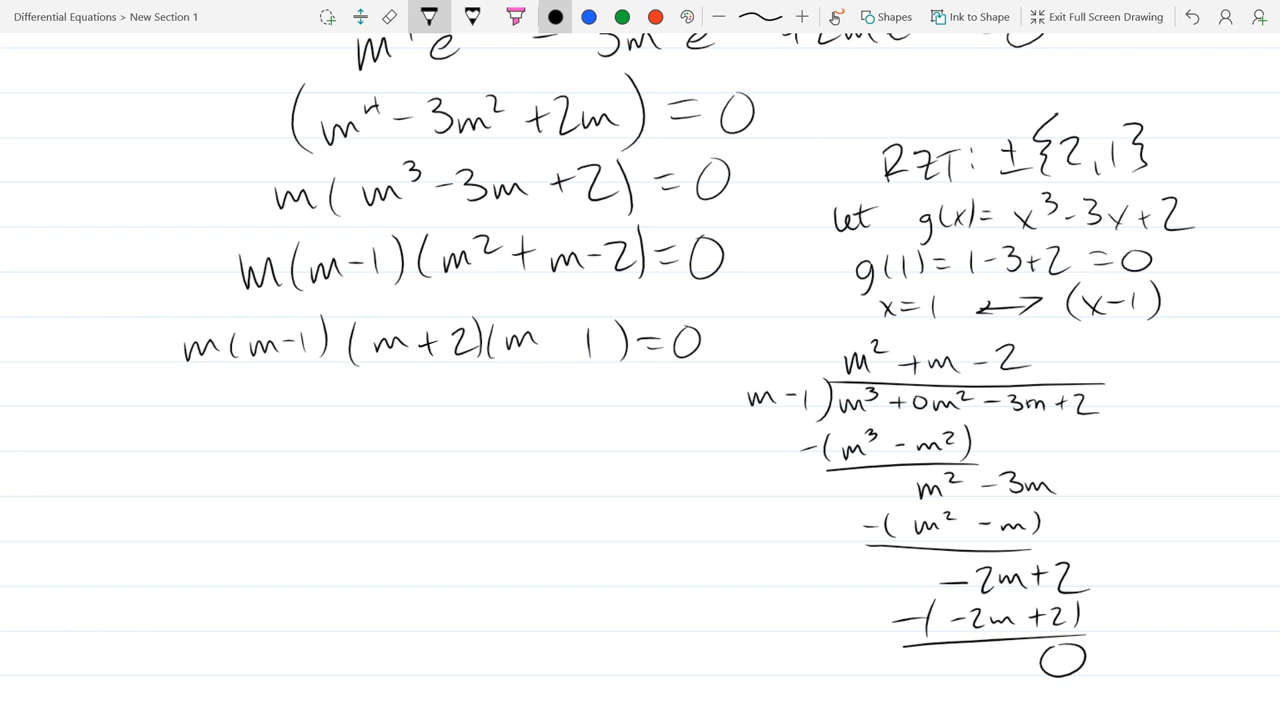 Differential Equations > New Section 1
Shapes
Ink to Shape
Exit Full Screen Drawing
(m⁴ - 3m² + 2m) = 0
m(m³ - 3m + 2) = 0
m(m-1)(m² + m - 2) = 0
m(m-1)(m+2)(m 1) = 0
RZT: ±{2,1}
let g(x) = x³ - 3x + 2
g(1) = 1 - 3 + 2 = 0
x = 1 ⟷ (x-1)
m² + m - 2
m - 1 ) m³ + 0m² - 3m + 2
-(m³ - m²)
m² - 3m
-(m² - m)
-2m + 2
-(-2m + 2)
0